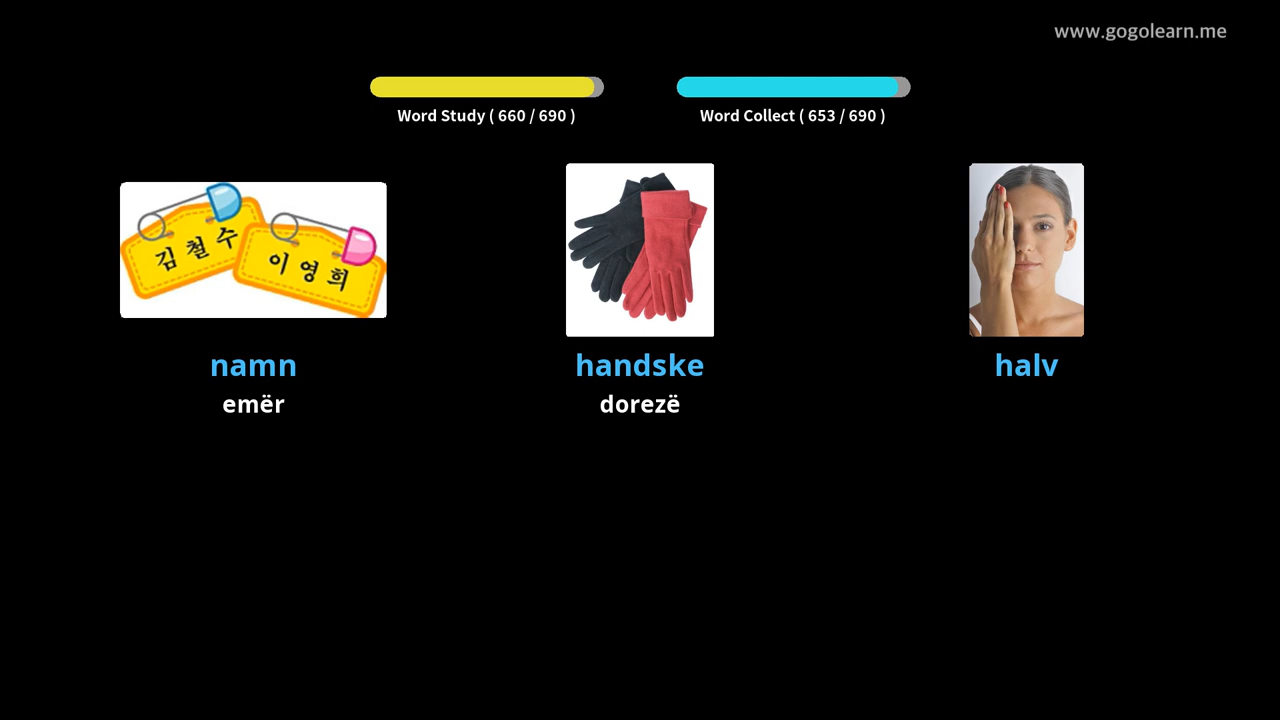 www.gogolearn.me
Word Study ( 660 / 690 )
Word Collect ( 653 / 690 )
김철수
이영희
namn
handske
halv
emër
dorezë